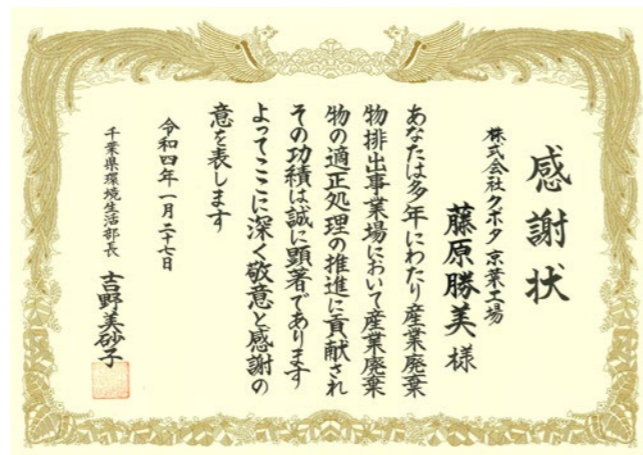 感謝状
株式会社クボタ京葉工場
藤原勝美様
あなたは多年にわたり産業廃棄
物排出事業場において産業廃棄
物の適正処理の推進に貢献され
その功績は誠に顕著であります
よってここに深く敬意と感謝の
意を表します
令和四年一月二十七日
千葉県環境生活部長 吉野美砂子